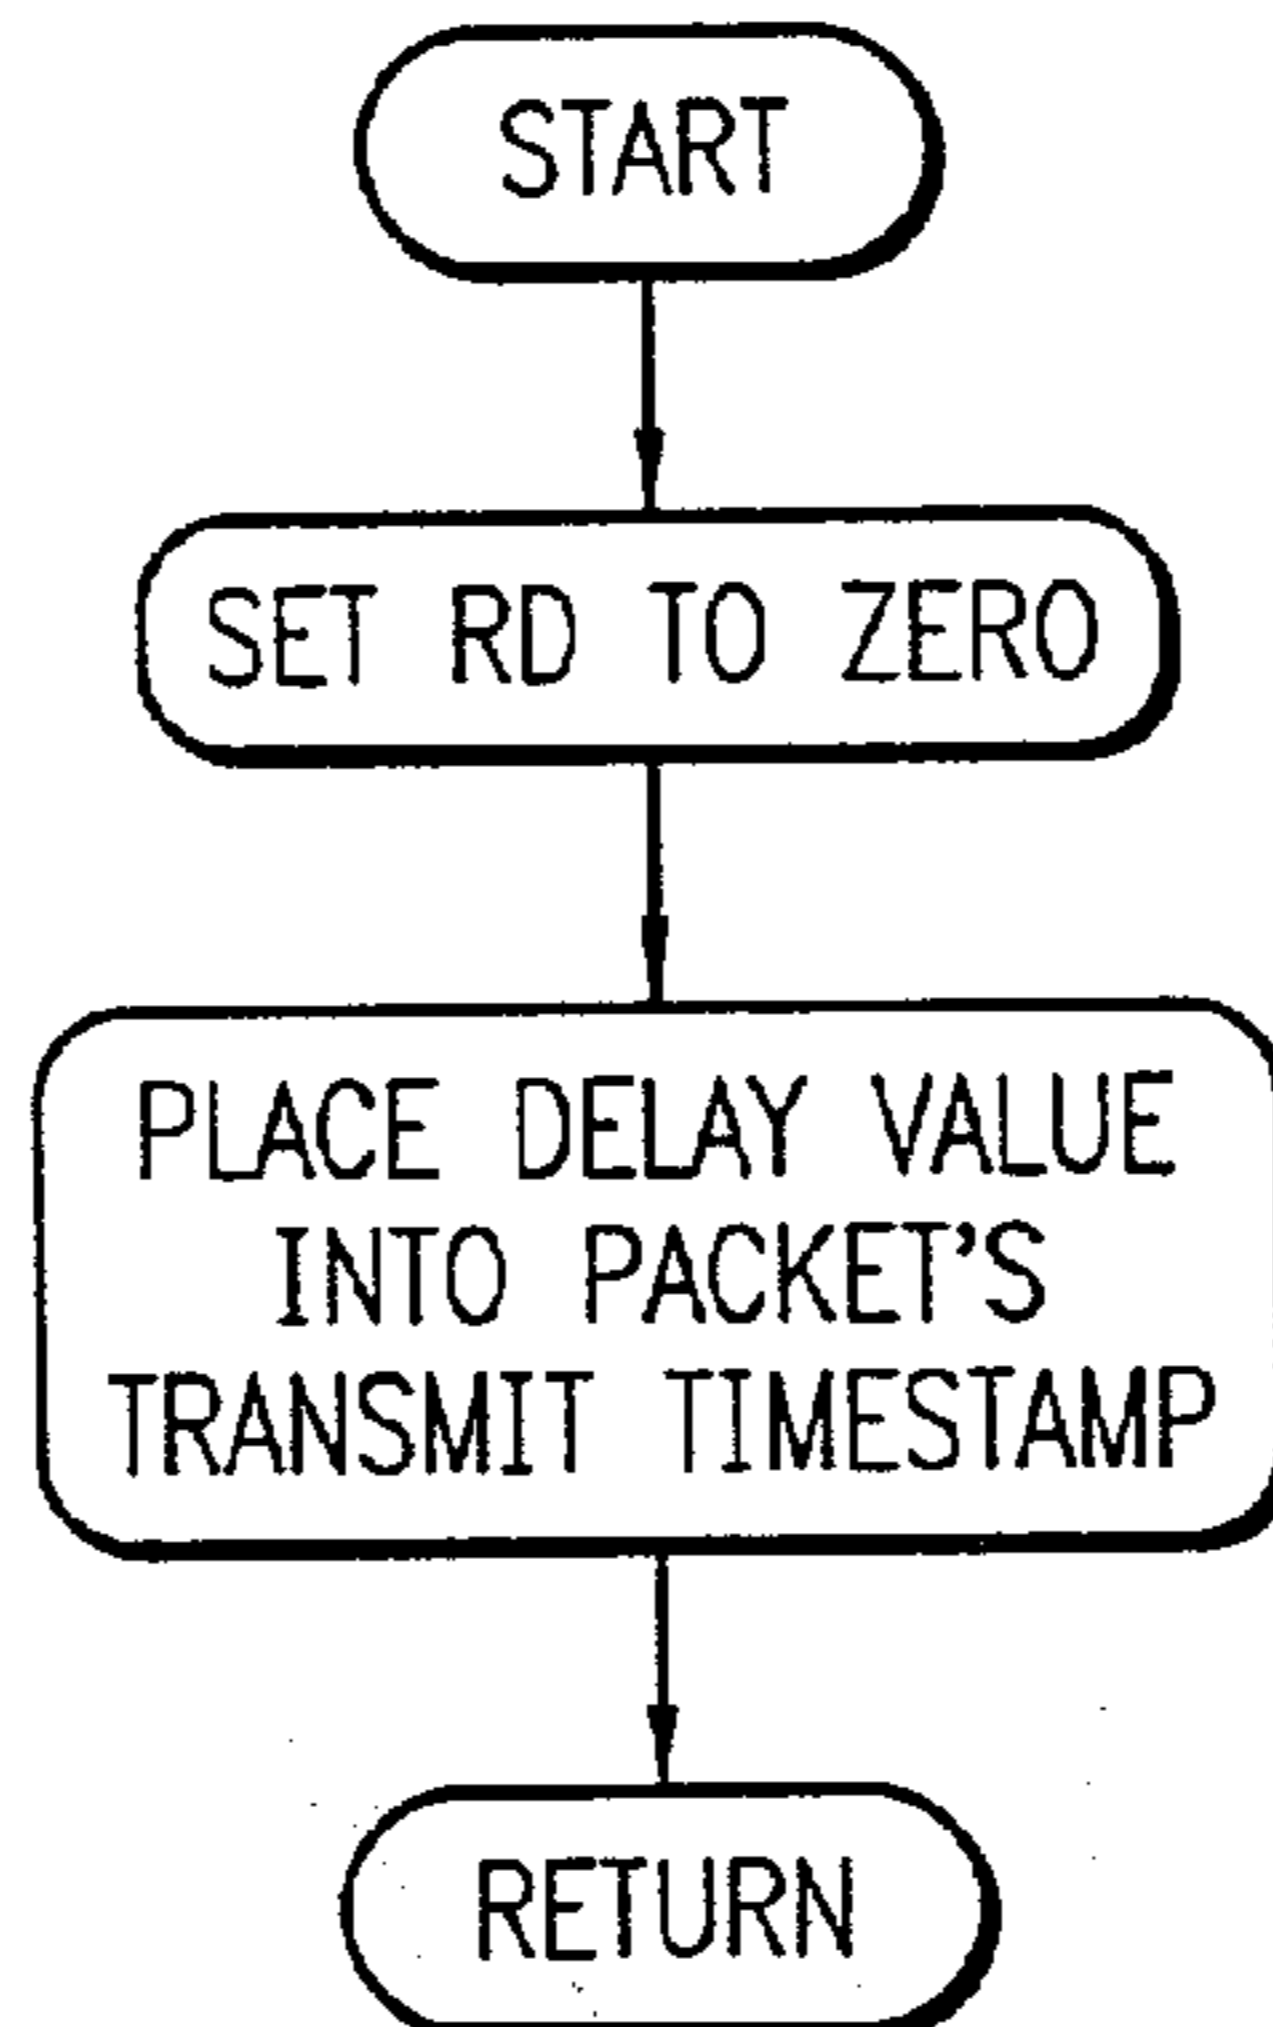 START
SET RD TO ZERO
PLACE DELAY VALUE
INTO PACKET'S
TRANSMIT TIMESTAMP
RETURN